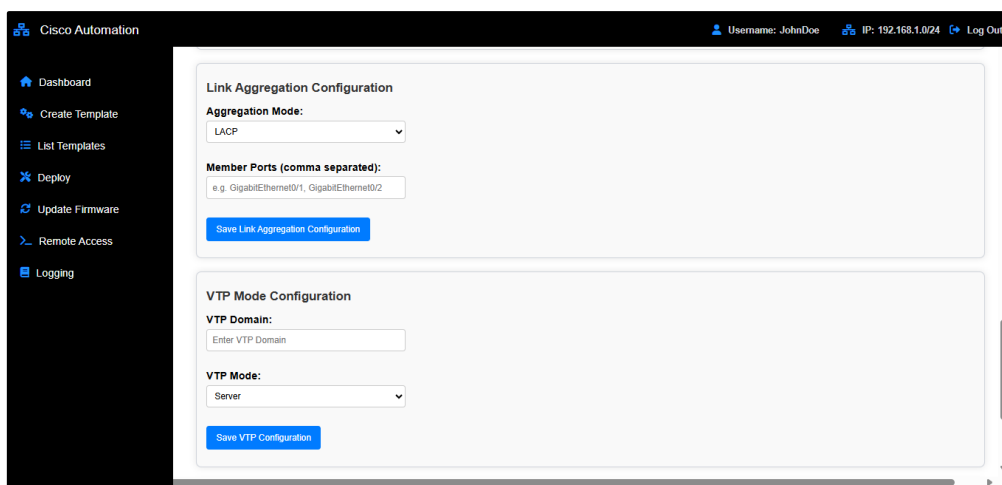 Cisco Automation
Username: JohnDoe
IP: 192.168.1.0/24
Log Out
Dashboard
Create Template
List Templates
Deploy
Update Firmware
Remote Access
Logging
Link Aggregation Configuration
Aggregation Mode:
LACP
Member Ports (comma separated):
e.g. GigabitEthernet0/1, GigabitEthernet0/2
Save Link Aggregation Configuration
VTP Mode Configuration
VTP Domain:
Enter VTP Domain
VTP Mode:
Server
Save VTP Configuration